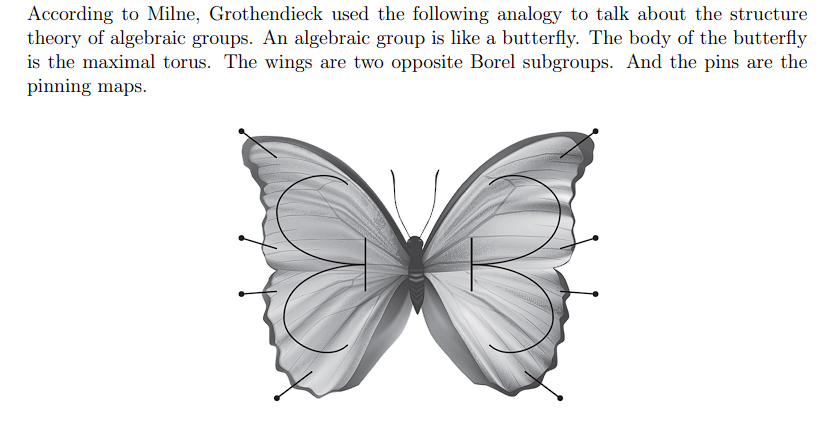 According to Milne, Grothendieck used the following analogy to talk about the structure
theory of algebraic groups. An algebraic group is like a butterfly. The body of the butterfly
is the maximal torus. The wings are two opposite Borel subgroups. And the pins are the
pinning maps.